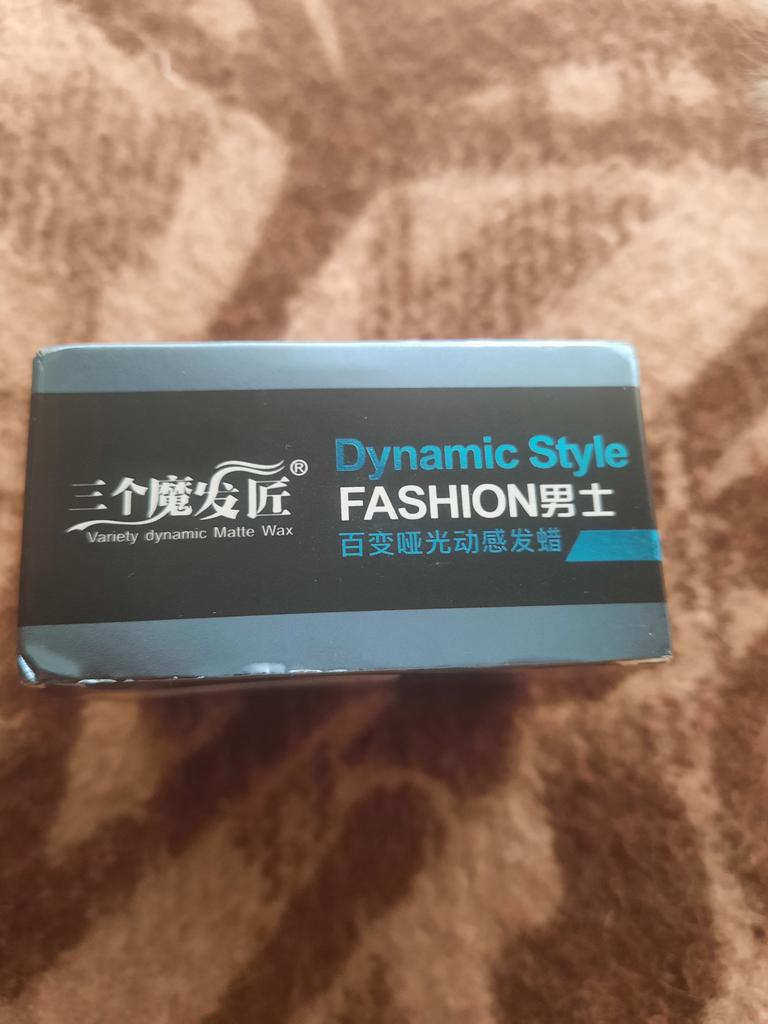 三个魔发匠®
Variety dynamic Matte Wax
Dynamic Style
FASHION男士
百变哑光动感发蜡